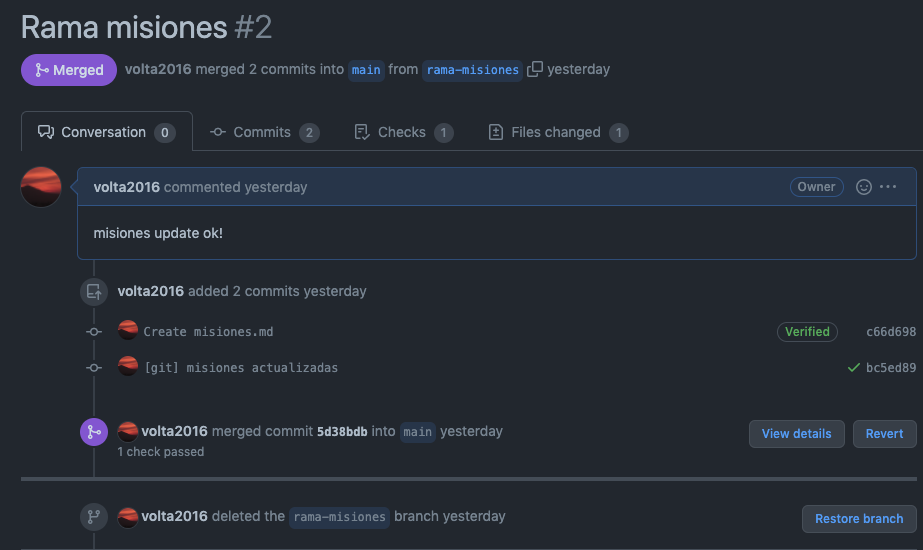 Rama misiones #2
Merged volta2016 merged 2 commits into main from rama-misiones yesterday
Conversation 0 Commits 2 Checks 1 Files changed 1
volta2016 commented yesterday Owner
misiones update ok!
volta2016 added 2 commits yesterday
Create misiones.md Verified c66d698
[git] misiones actualizadas bc5ed89
volta2016 merged commit 5d38bdb into main yesterday View details Revert
1 check passed
volta2016 deleted the rama-misiones branch yesterday Restore branch